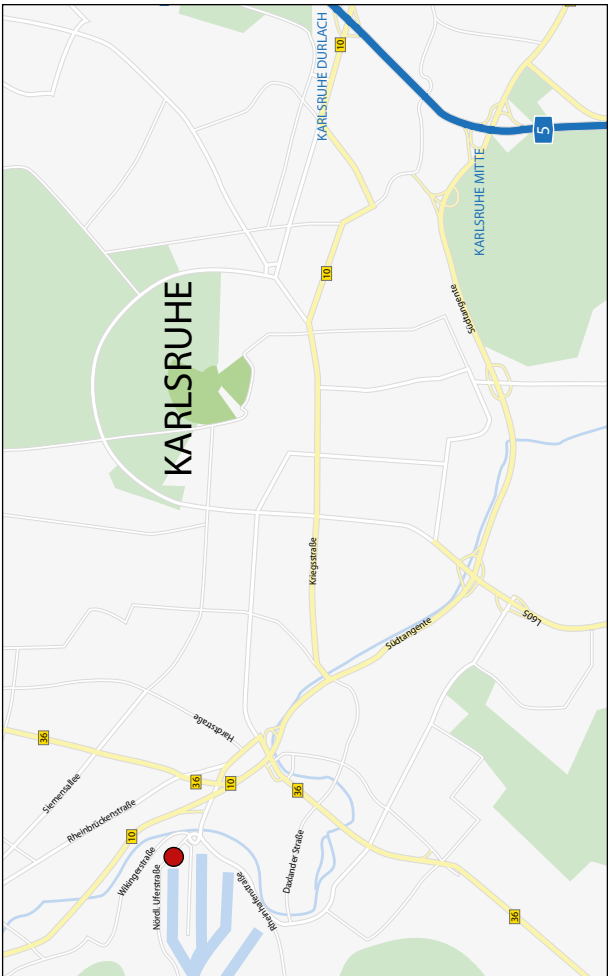 36
Siemensallee
Rheinbrückenstraße
10
Wikingerstraße
Nördl. Uferstraße
KARLSRUHE
36
Hardtstraße
10
Rheinhafenstraße
Daxlander Straße
36
Kriegsstraße
10
KARLSRUHE DURLACH
10
Südtangente
Südtangente
KARLSRUHE MITTE
36
L605
5